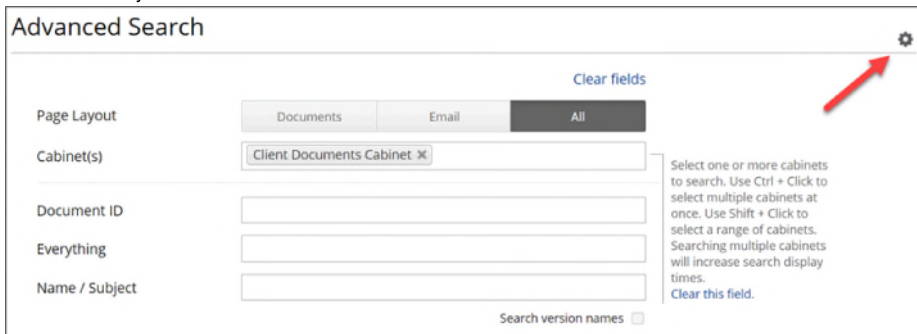 Advanced Search
Clear fields
Page Layout
Documents Email All
Cabinet(s)
Client Documents Cabinet ✖
Select one or more cabinets
to search. Use Ctrl + Click to
select multiple cabinets at
once. Use Shift + Click to
select a range of cabinets.
Searching multiple cabinets
will increase search display
times.
Clear this field.
Document ID
Everything
Name / Subject
Search version names